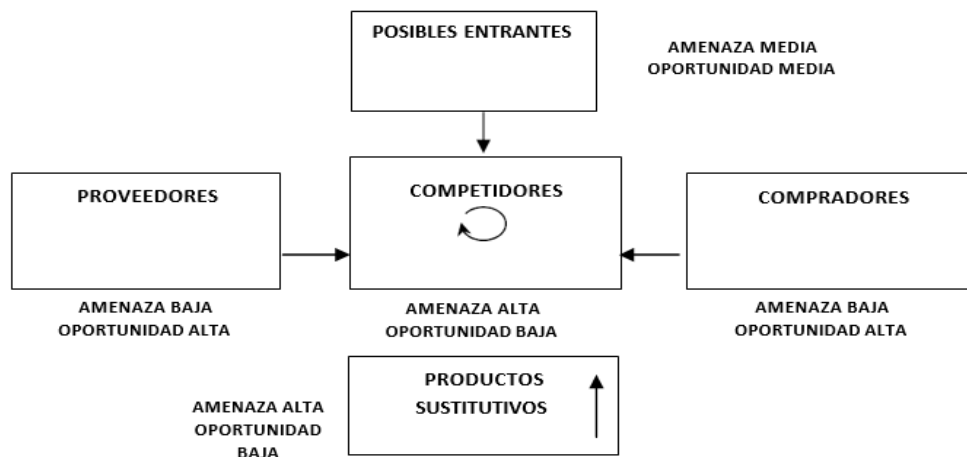 POSIBLES ENTRANTES
AMENAZA MEDIA
OPORTUNIDAD MEDIA
PROVEEDORES
COMPETIDORES
COMPRADORES
AMENAZA BAJA
OPORTUNIDAD ALTA
AMENAZA ALTA
OPORTUNIDAD BAJA
AMENAZA BAJA
OPORTUNIDAD ALTA
PRODUCTOS
SUSTITUTIVOS
AMENAZA ALTA
OPORTUNIDAD
BAJA